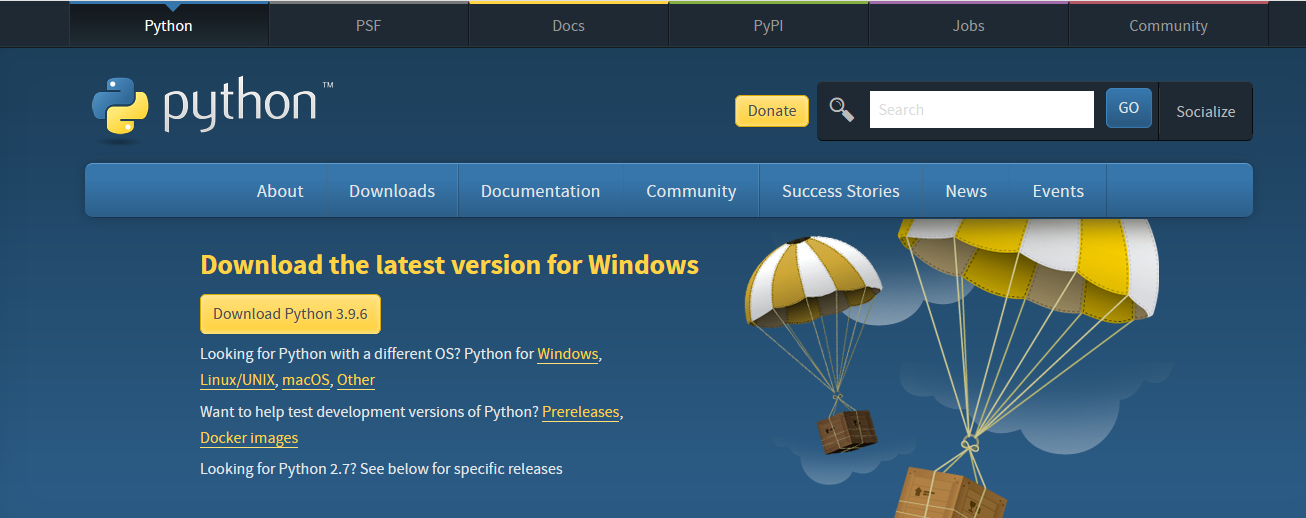 Python PSF Docs PyPI Jobs Community
python™
Donate Search GO Socialize
About Downloads Documentation Community Success Stories News Events
Download the latest version for Windows
Download Python 3.9.6
Looking for Python with a different OS? Python for Windows,
Linux/UNIX, macOS, Other
Want to help test development versions of Python? Prereleases,
Docker images
Looking for Python 2.7? See below for specific releases